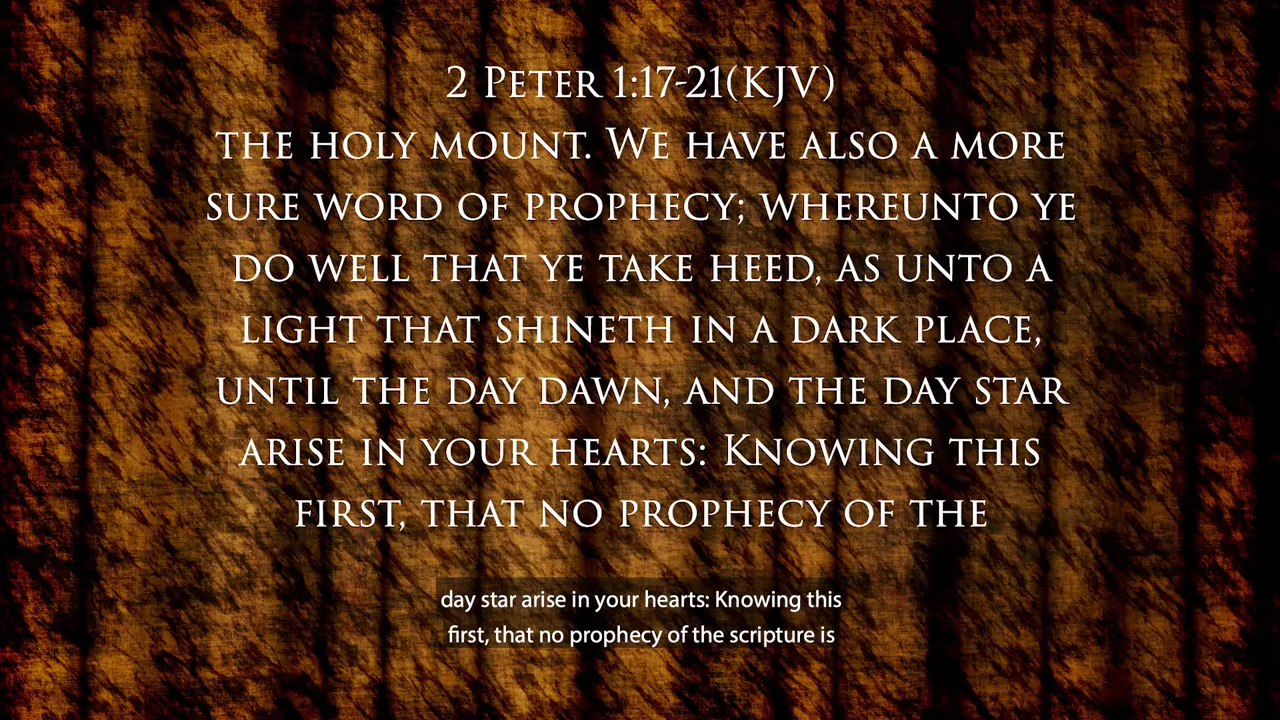 2 Peter 1:17-21(KJV)
the holy mount. We have also a more
sure word of prophecy; whereunto ye
do well that ye take heed, as unto a
light that shineth in a dark place,
until the day dawn, and the day star
arise in your hearts: Knowing this
first, that no prophecy of the
day star arise in your hearts: Knowing this
first, that no prophecy of the scripture is